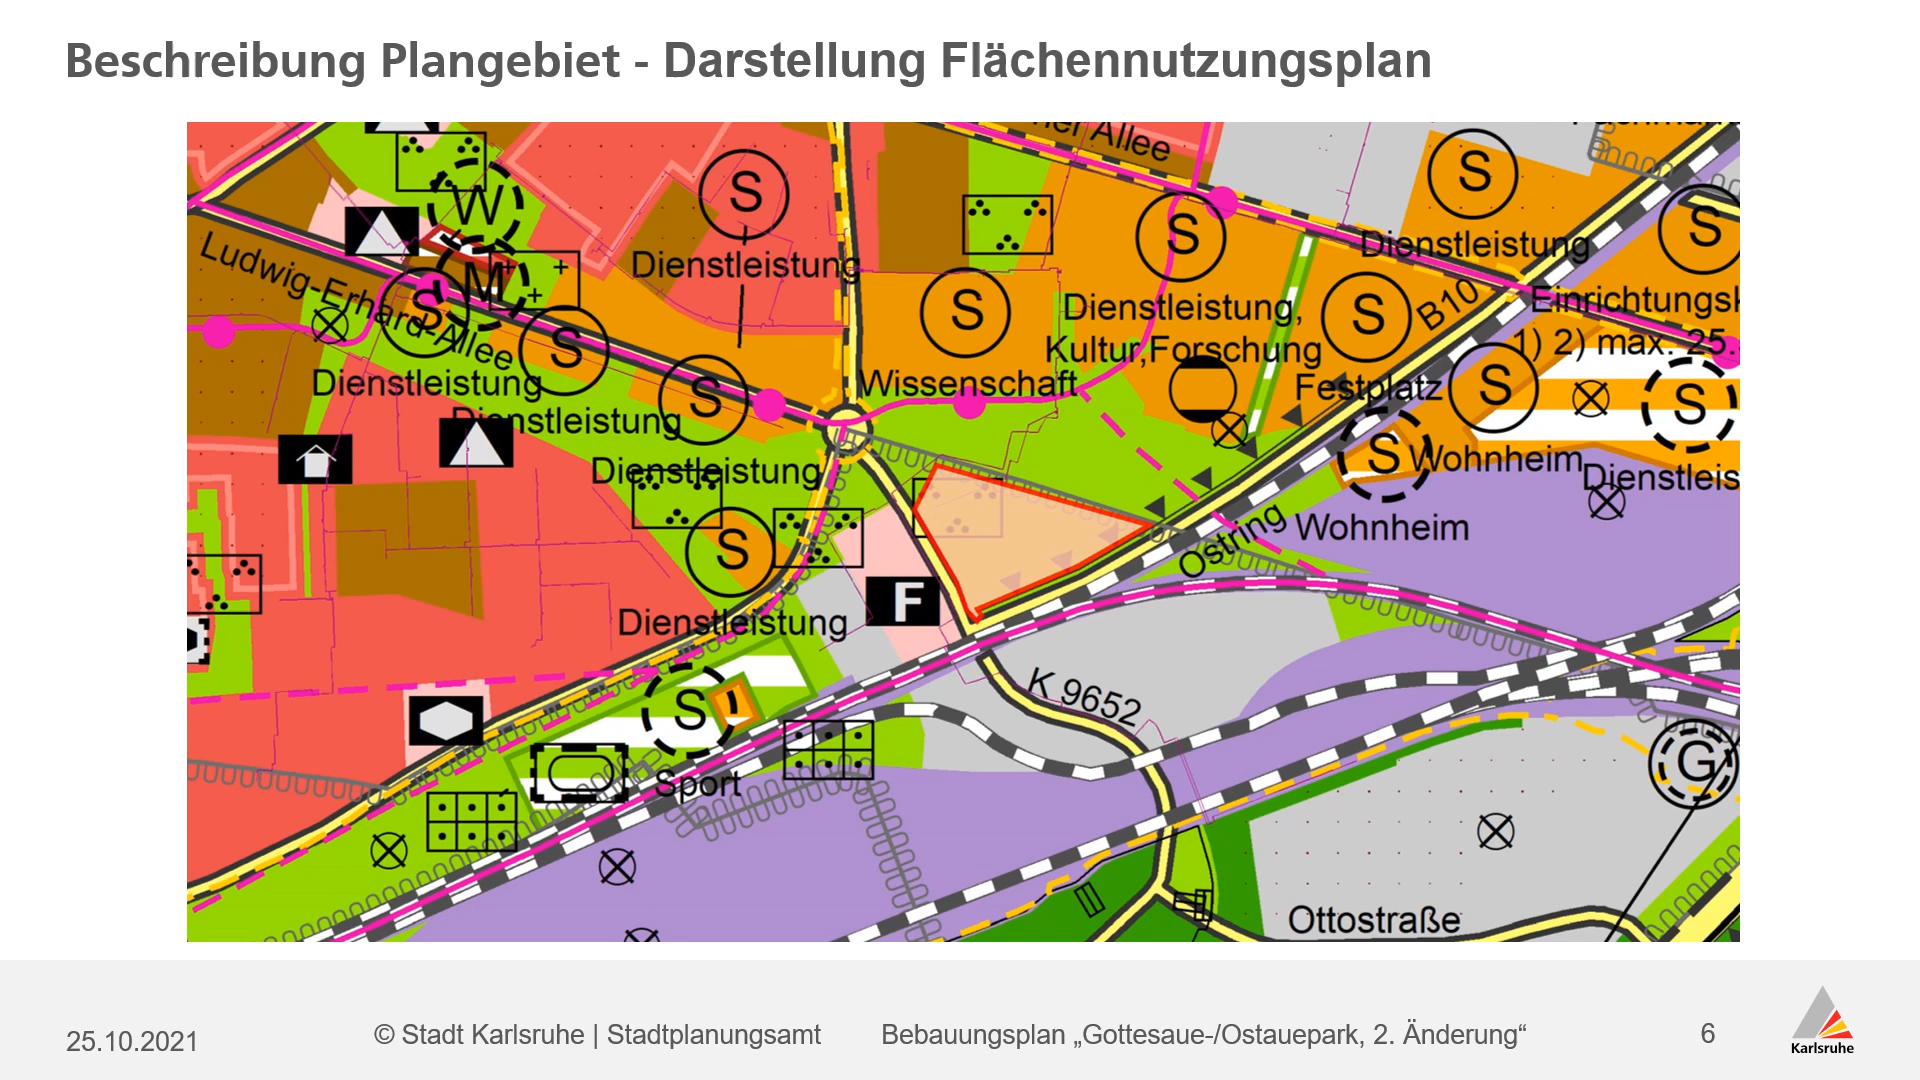 Beschreibung Plangebiet - Darstellung Flächennutzungsplan
Allee
W
S
S
S
S
S
Dienstleistung
Dienstleistung
Ludwig-Erhard-Allee
M
S
S
S
Dienstleistung,
Kultur,Forschung
S
B10
Einrichtungsk
1) 2) max. 25.
Dienstleistung
S
Wissenschaft
Festplatz
S
S
Dienstleistung
S
Wohnheim
Dienstleistung
Dienstleis
S
Ostring
Wohnheim
F
Dienstleistung
S
K 9652
Sport
G
Ottostraße
25.10.2021
© Stadt Karlsruhe | Stadtplanungsamt
Bebauungsplan „Gottesaue-/Ostauepark, 2. Änderung“
6
Karlsruhe